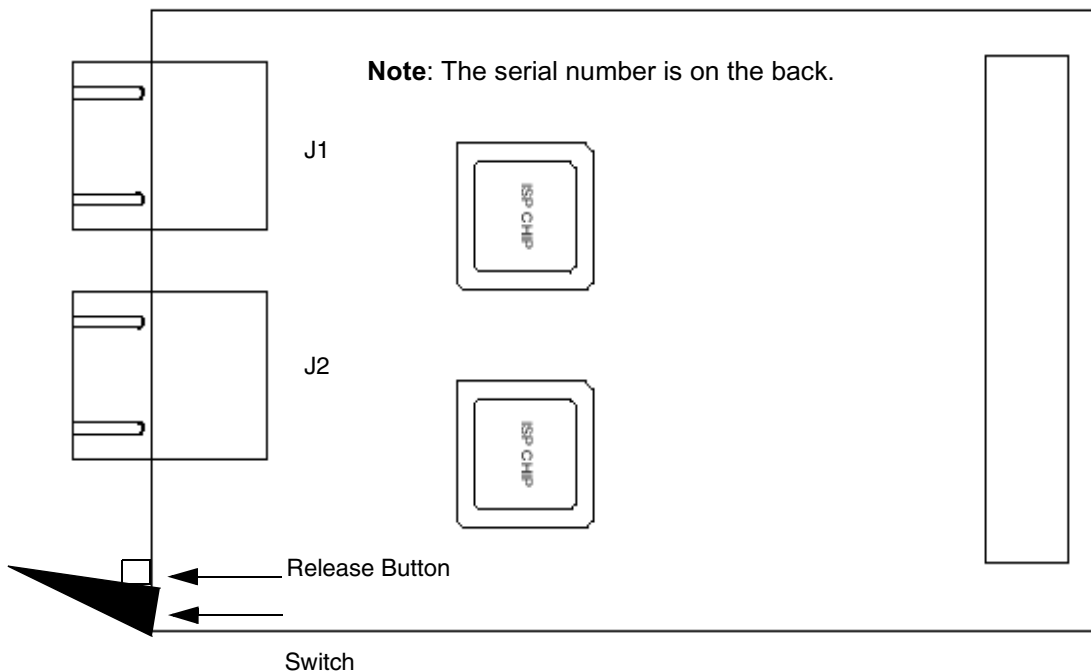 Note: The serial number is on the back.
J1
ISP CHIP
J2
ISP CHIP
Release Button
Switch